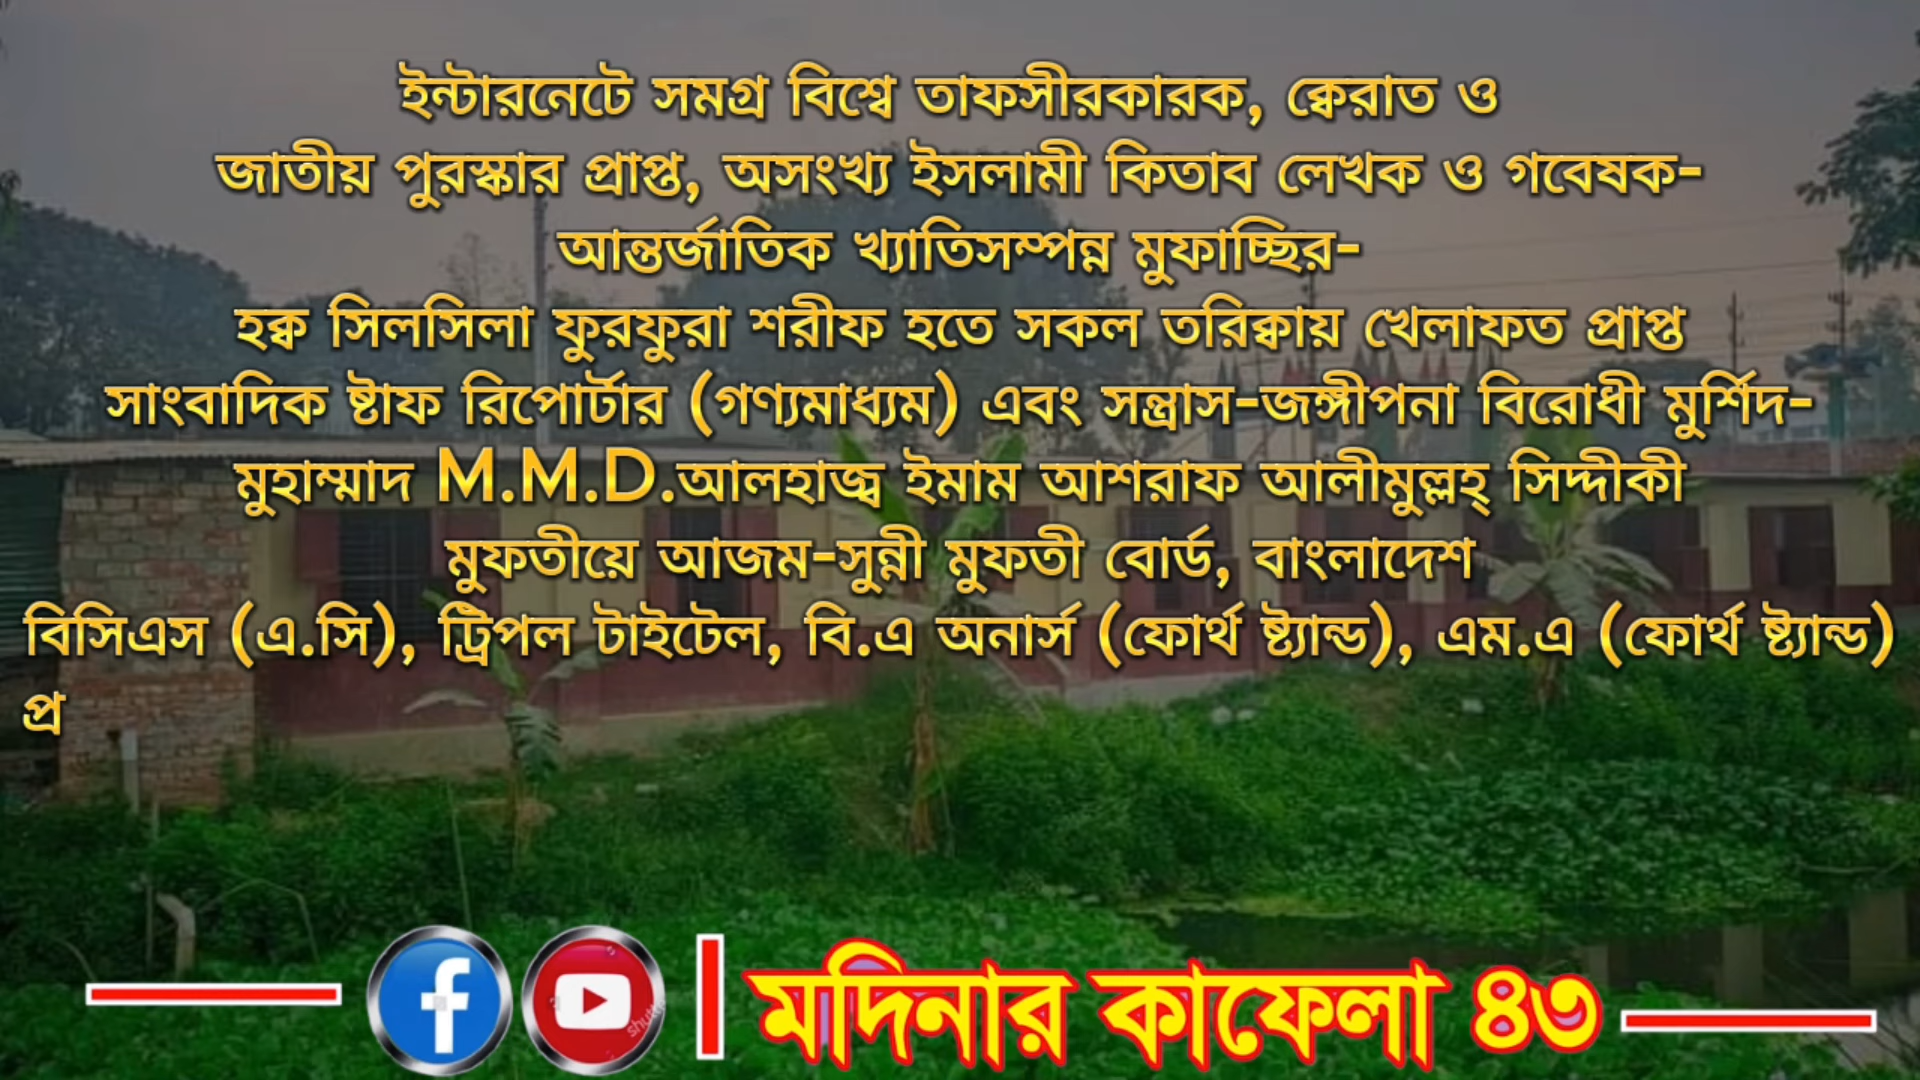 ইন্টারনেটে সমগ্র বিশ্বে তাফসীরকারক, ক্বেরাত ও
জাতীয় পুরস্কার প্রাপ্ত, অসংখ্য ইসলামী কিতাব লেখক ও গবেষক-
আন্তর্জাতিক খ্যাতিসম্পন্ন মুফাচ্ছির-
হক্ব সিলসিলা ফুরফুরা শরীফ হতে সকল তরিক্বায় খেলাফত প্রাপ্ত
সাংবাদিক ষ্টাফ রিপোর্টার (গণ্যমাধ্যম) এবং সন্ত্রাস-জঙ্গীপনা বিরোধী মুর্শিদ-
মুহাম্মাদ M.M.D.আলহাজ্ব ইমাম আশরাফ আলীমুল্লহ্ সিদ্দীকী
মুফতীয়ে আজম-সুন্নী মুফতী বোর্ড, বাংলাদেশ
বিসিএস (এ.সি), ট্রিপল টাইটেল, বি.এ অনার্স (ফোর্থ ষ্ট্যান্ড), এম.এ (ফোর্থ ষ্ট্যান্ড)
প্র
মদিনার কাফেলা ৪৩